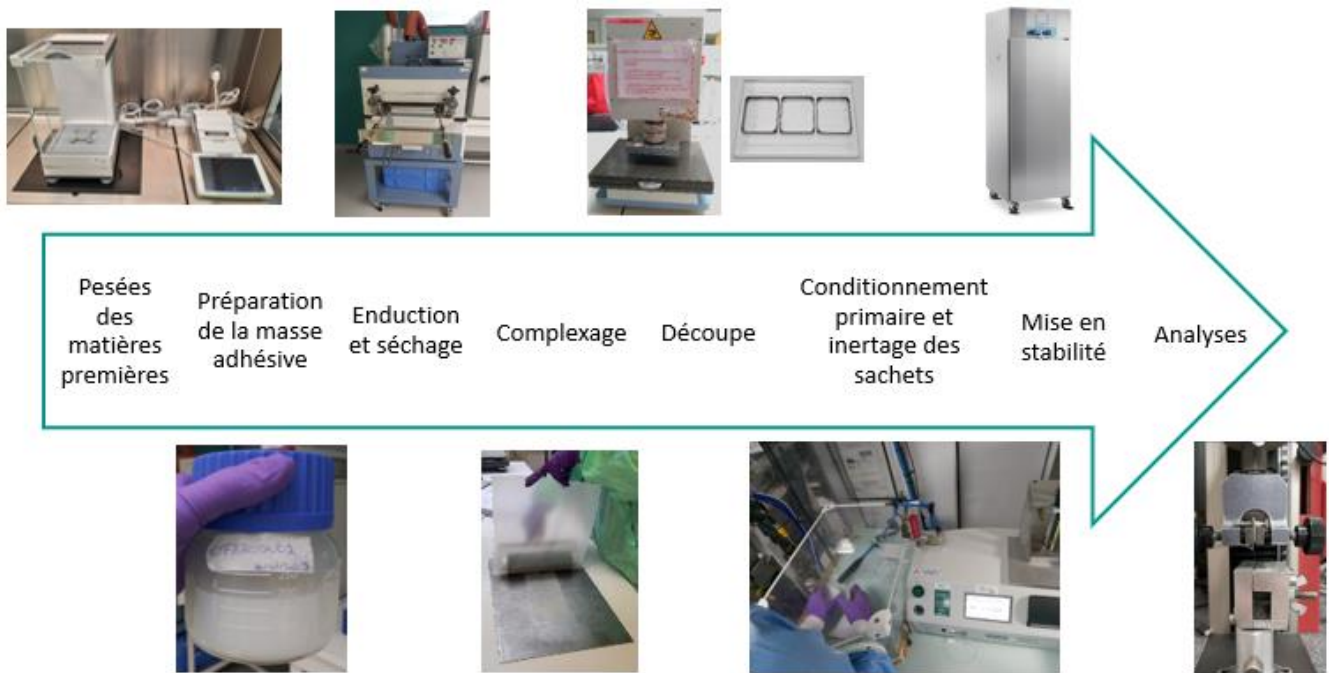 Pesées
des
matières
premières
Préparation
de la masse
adhésive
Enduction
et séchage
Complexage
Découpe
Conditionnement
primaire et
inertage des
sachets
Mise en
stabilité
Analyses